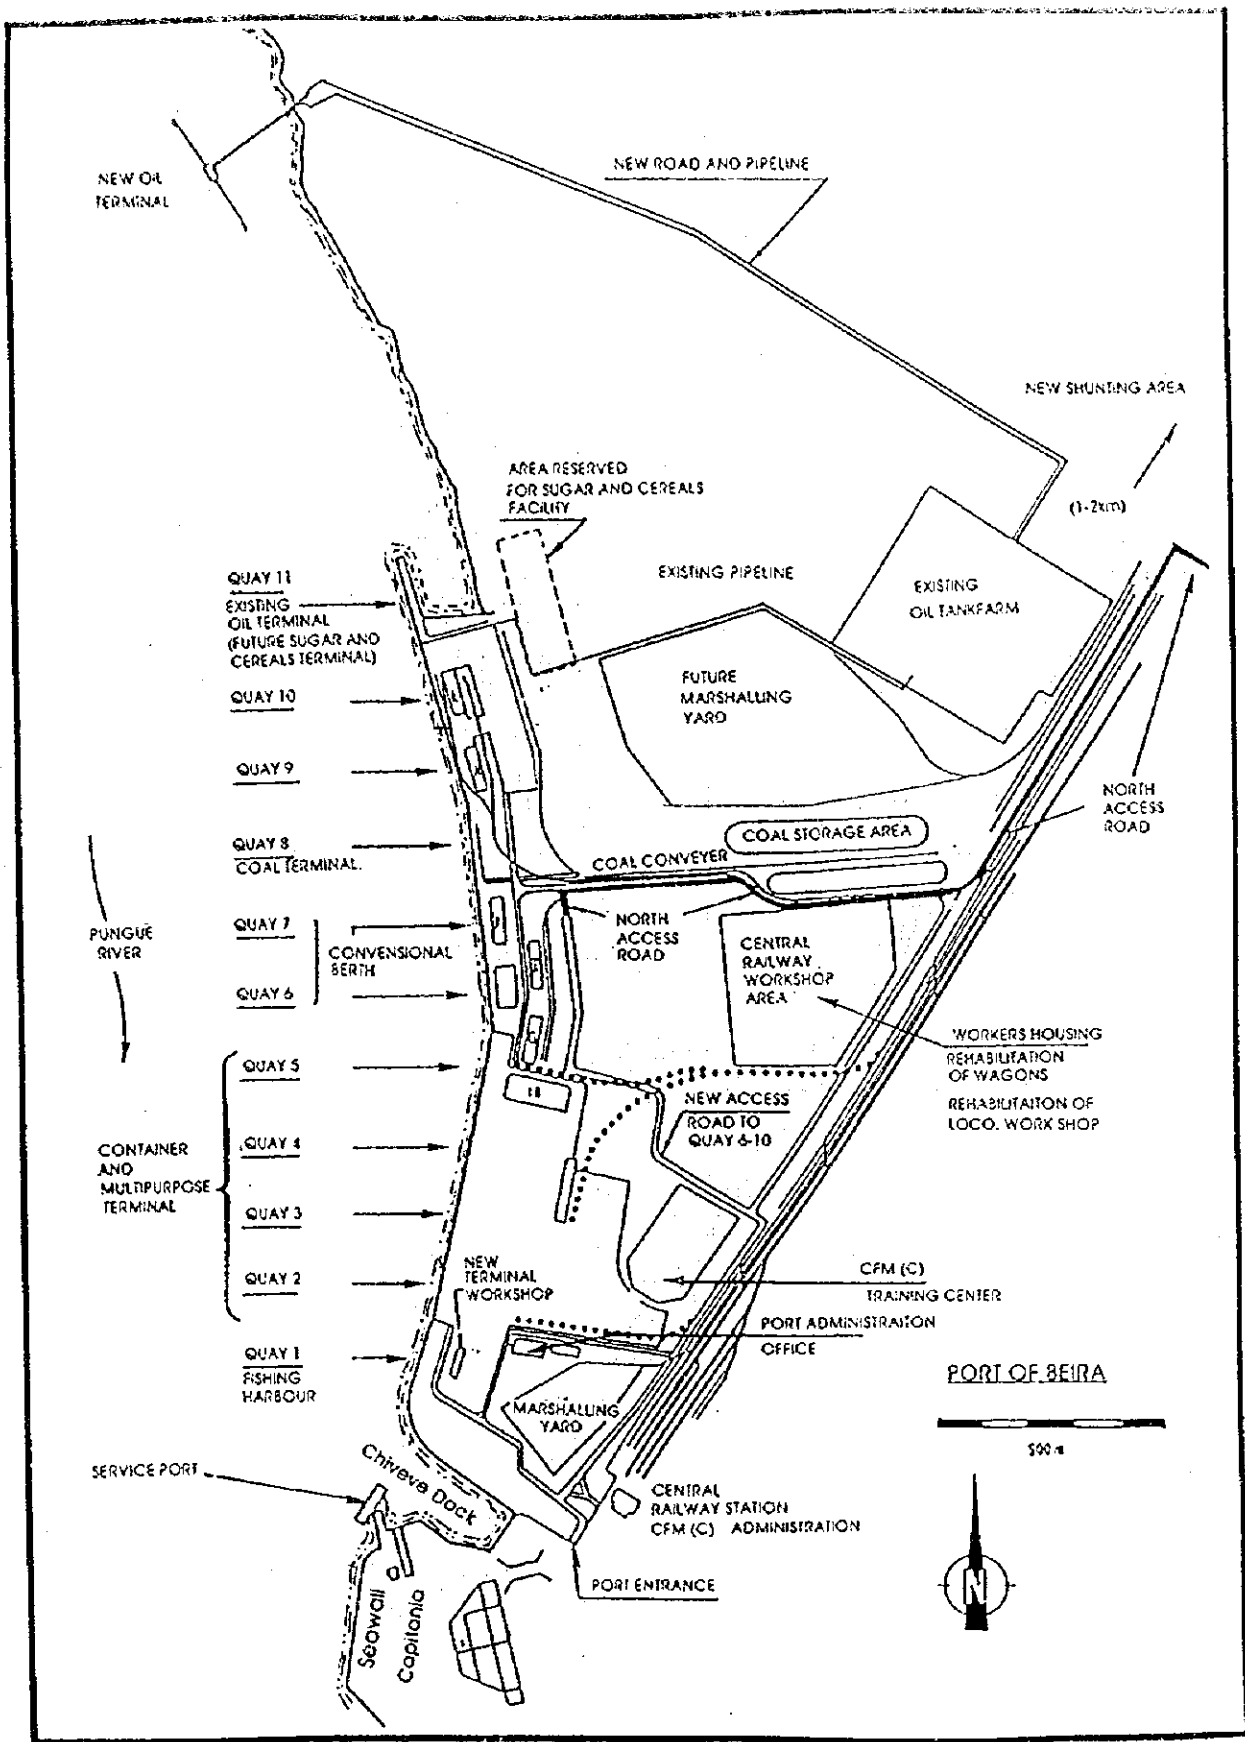 NEW OIL
TERMINAL
NEW ROAD AND PIPELINE
NEW SHUNTING AREA
(1-2km)
AREA RESERVED
FOR SUGAR AND CEREALS
FACILITY
EXISTING PIPELINE
EXISTING
OIL TANKFARM
QUAY 11
EXISTING
OIL TERMINAL
(FUTURE SUGAR AND
CEREALS TERMINAL)
FUTURE
MARSHALLING
YARD
QUAY 10
QUAY 9
NORTH
ACCESS
ROAD
COAL STORAGE AREA
QUAY 8
COAL TERMINAL.
COAL CONVEYER
PUNGUE
RIVER
QUAY 7
CONVENSIONAL
BERTH
QUAY 6
NORTH
ACCESS
ROAD
CENTRAL
RAILWAY
WORKSHOP
AREA
WORKERS HOUSING
REHABILITATION
OF WAGONS
REHABILITAITON OF
LOCO. WORK SHOP
QUAY 5
NEW ACCESS
ROAD TO
QUAY 6-10
CONTAINER
AND
MULTIPURPOSE
TERMINAL
QUAY 4
QUAY 3
QUAY 2
NEW
TERMINAL
WORKSHOP
CFM (C)
TRAINING CENTER
PORT ADMINISTRAITON
OFFICE
QUAY 1
FISHING
HARBOUR
MARSHALLING
YARD
PORT OF BEIRA
500 m
SERVICE PORT
Chiveve Dock
CENTRAL
RAILWAY STATION
CFM (C) ADMINISTRATION
PORT ENTRANCE
Seawall
Capitania
N